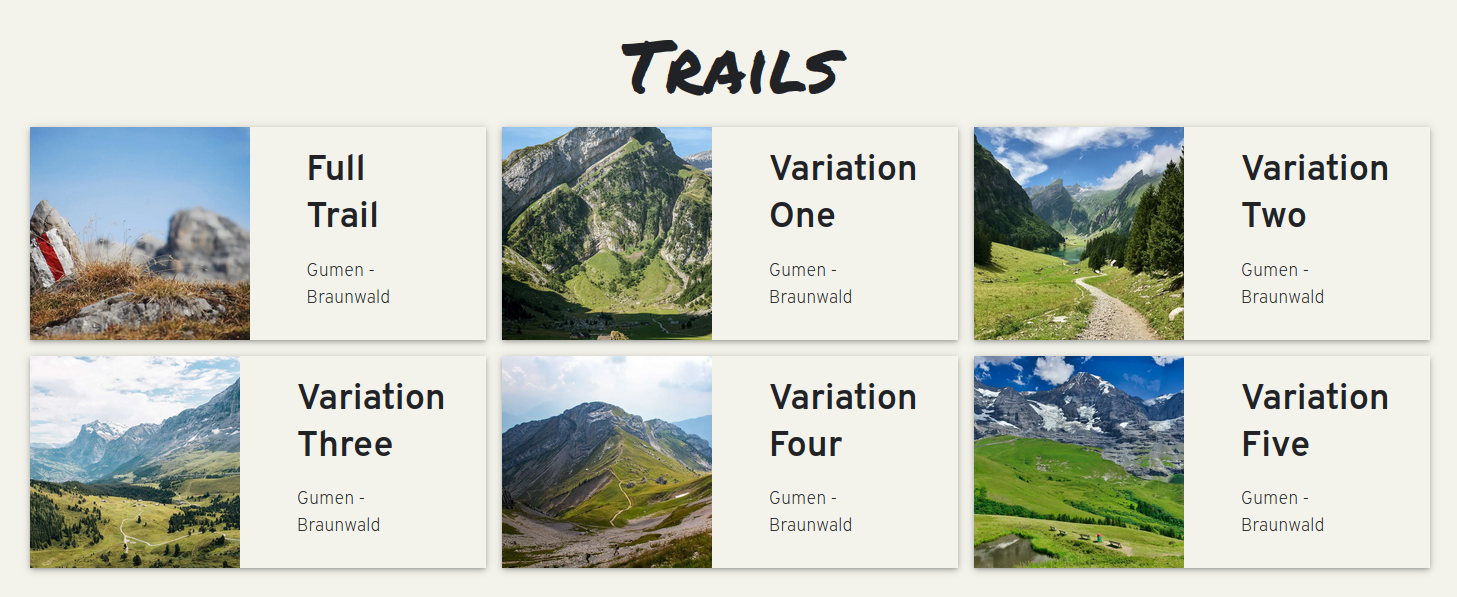 TRAILS
Full
Trail
Gumen -
Braunwald
Variation
One
Gumen -
Braunwald
Variation
Two
Gumen -
Braunwald
Variation
Three
Gumen -
Braunwald
Variation
Four
Gumen -
Braunwald
Variation
Five
Gumen -
Braunwald